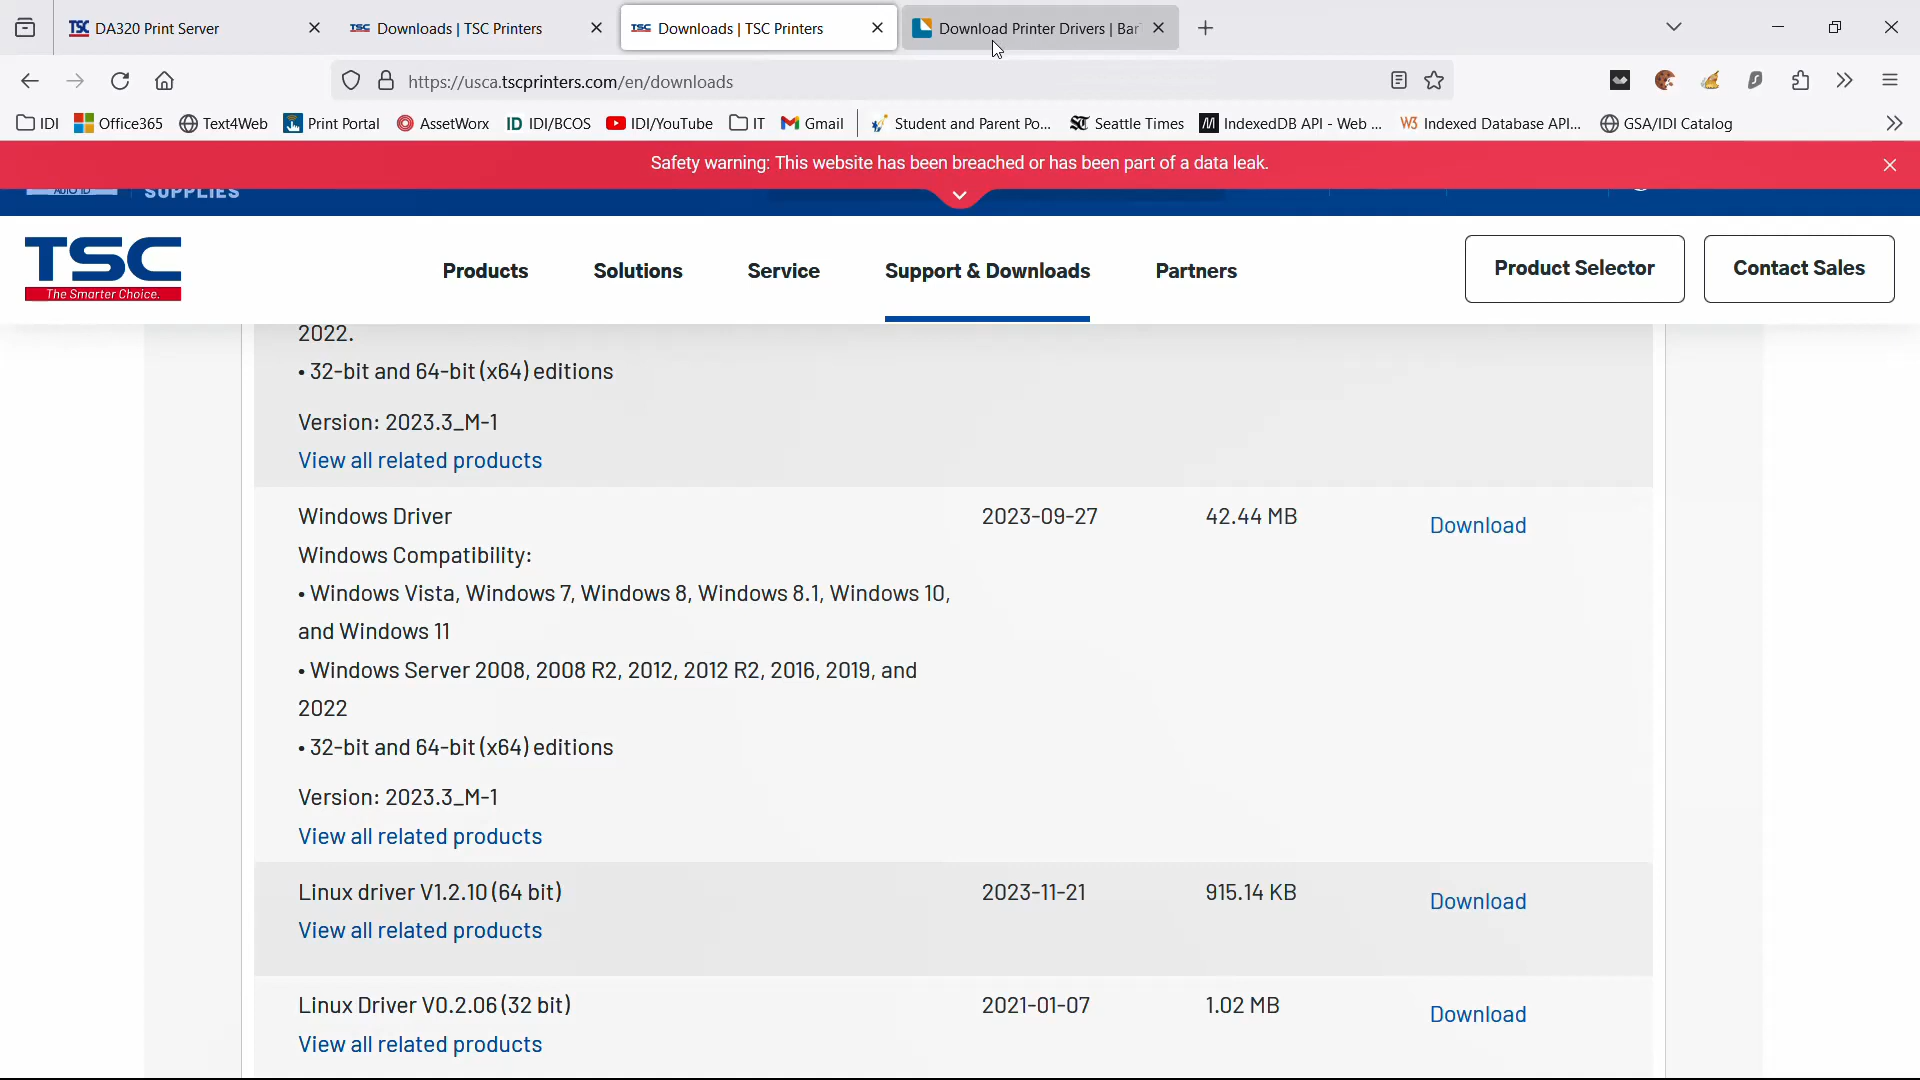 DA320 Print Server
Downloads | TSC Printers
Downloads | TSC Printers
Download Printer Drivers | Bar
https://usca.tscprinters.com/en/downloads
IDI
Office365
Text4Web
Print Portal
AssetWorx
ID IDI/BCOS
IDI/YouTube
IT
Gmail
Student and Parent Po...
Seattle Times
IndexedDB API - Web ...
W3 Indexed Database API...
GSA/IDI Catalog
Safety warning: This website has been breached or has been part of a data leak.
AUTO ID
SUPPLIES
TSC
The Smarter Choice.
Products
Solutions
Service
Support & Downloads
Partners
Product Selector
Contact Sales
2022.
• 32-bit and 64-bit (x64) editions
Version: 2023.3_M-1
View all related products
Windows Driver 2023-09-27 42.44 MB Download
Windows Compatibility:
• Windows Vista, Windows 7, Windows 8, Windows 8.1, Windows 10,
and Windows 11
• Windows Server 2008, 2008 R2, 2012, 2012 R2, 2016, 2019, and
2022
• 32-bit and 64-bit (x64) editions
Version: 2023.3_M-1
View all related products
Linux driver V1.2.10 (64 bit) 2023-11-21 915.14 KB Download
View all related products
Linux Driver V0.2.06 (32 bit) 2021-01-07 1.02 MB Download
View all related products